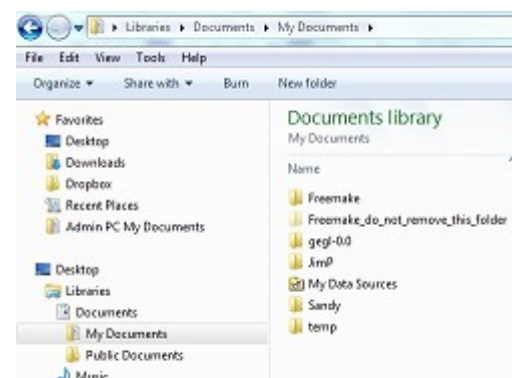 Libraries Documents My Documents
File Edit View Tools Help
Organize Share with Burn New folder
Favorites
Desktop
Downloads
Dropbox
Recent Places
Admin PC My Documents
Desktop
Libraries
Documents
My Documents
Public Documents
Music
Documents library
My Documents
Name
Freemake
Freemake_do_not_remove_this_folder
gegl-0.0
JimP
My Data Sources
Sandy
temp